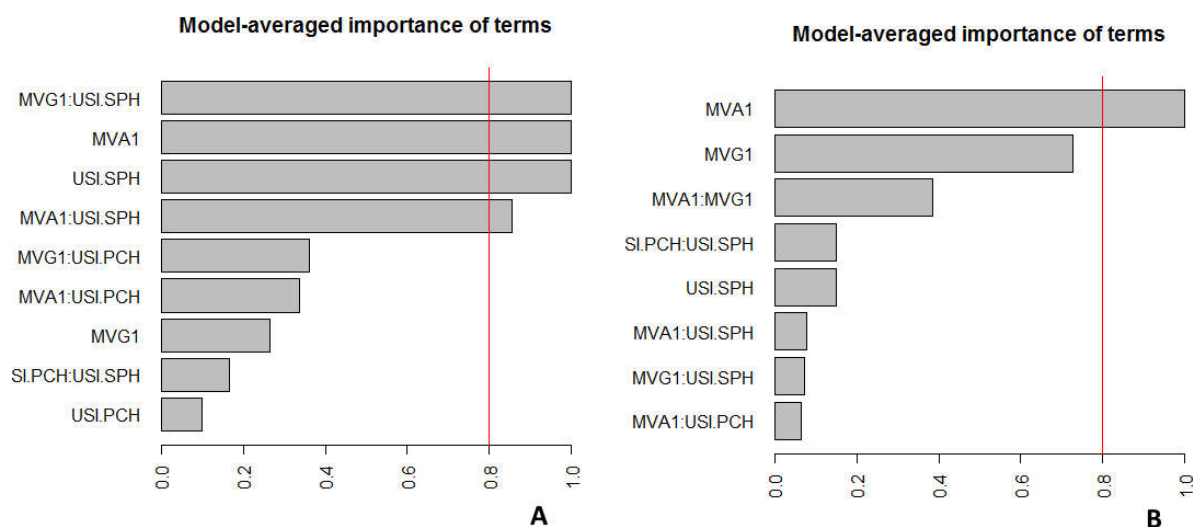 Model-averaged importance of terms
MVG1:USI.SPH
MVA1
USI.SPH
MVA1:USI.SPH
MVG1:USI.PCH
MVA1:USI.PCH
MVG1
SI.PCH:USI.SPH
USI.PCH
0.0 0.2 0.4 0.6 0.8 1.0
A
Model-averaged importance of terms
MVA1
MVG1
MVA1:MVG1
SI.PCH:USI.SPH
USI.SPH
MVA1:USI.SPH
MVG1:USI.SPH
MVA1:USI.PCH
0.0 0.2 0.4 0.6 0.8 1.0
B